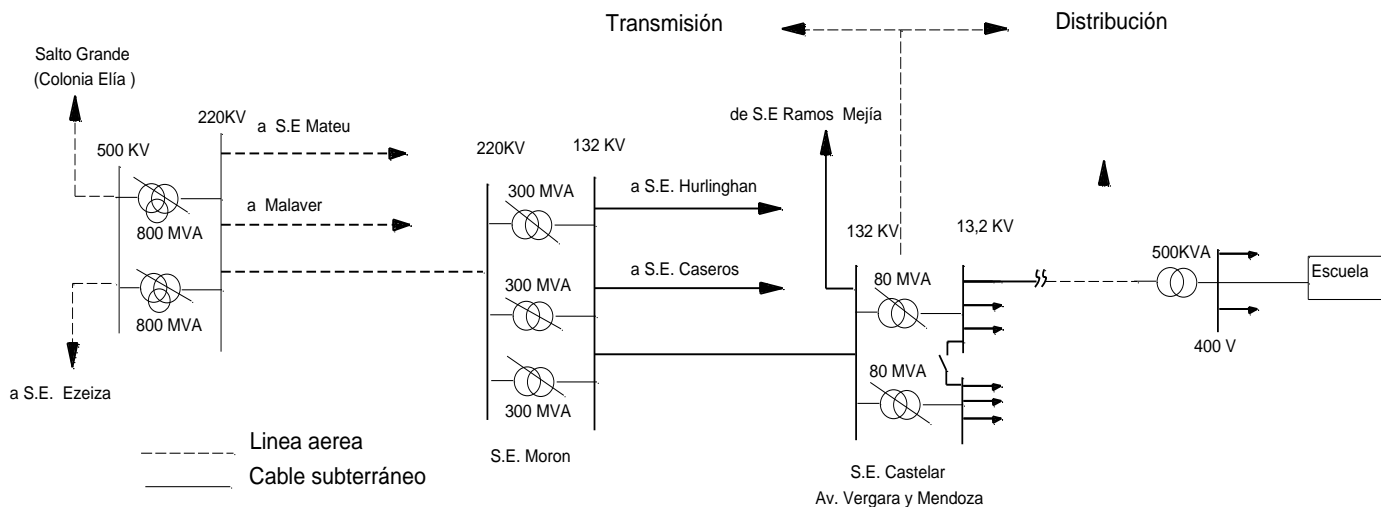 Transmisión
Distribución
Salto Grande
(Colonia Elía )
220KV
a S.E Mateu
500 KV
a Malaver
800 MVA
800 MVA
a S.E. Ezeiza
220KV
132 KV
300 MVA
a S.E. Hurlinghan
300 MVA
a S.E. Caseros
300 MVA
S.E. Moron
de S.E Ramos Mejía
132 KV
13,2 KV
80 MVA
80 MVA
S.E. Castelar
Av. Vergara y Mendoza
500KVA
Escuela
400 V
Linea aerea
Cable subterráneo